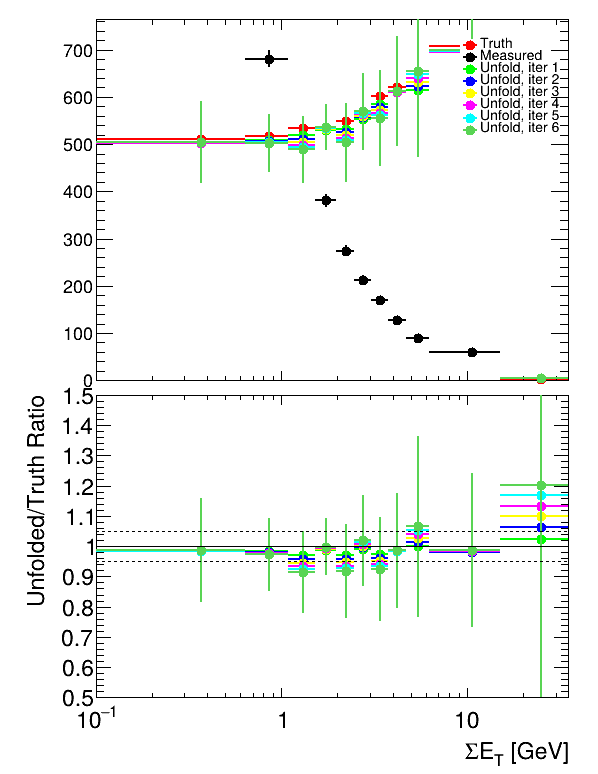 700
600
500
400
300
200
100
0
Truth
Measured
Unfold, iter 1
Unfold, iter 2
Unfold, iter 3
Unfold, iter 4
Unfold, iter 5
Unfold, iter 6
Unfolded/Truth Ratio
1.5
1.4
1.3
1.2
1.1
1
0.9
0.8
0.7
0.6
0.5
10⁻¹ 1 10
ΣE_T [GeV]